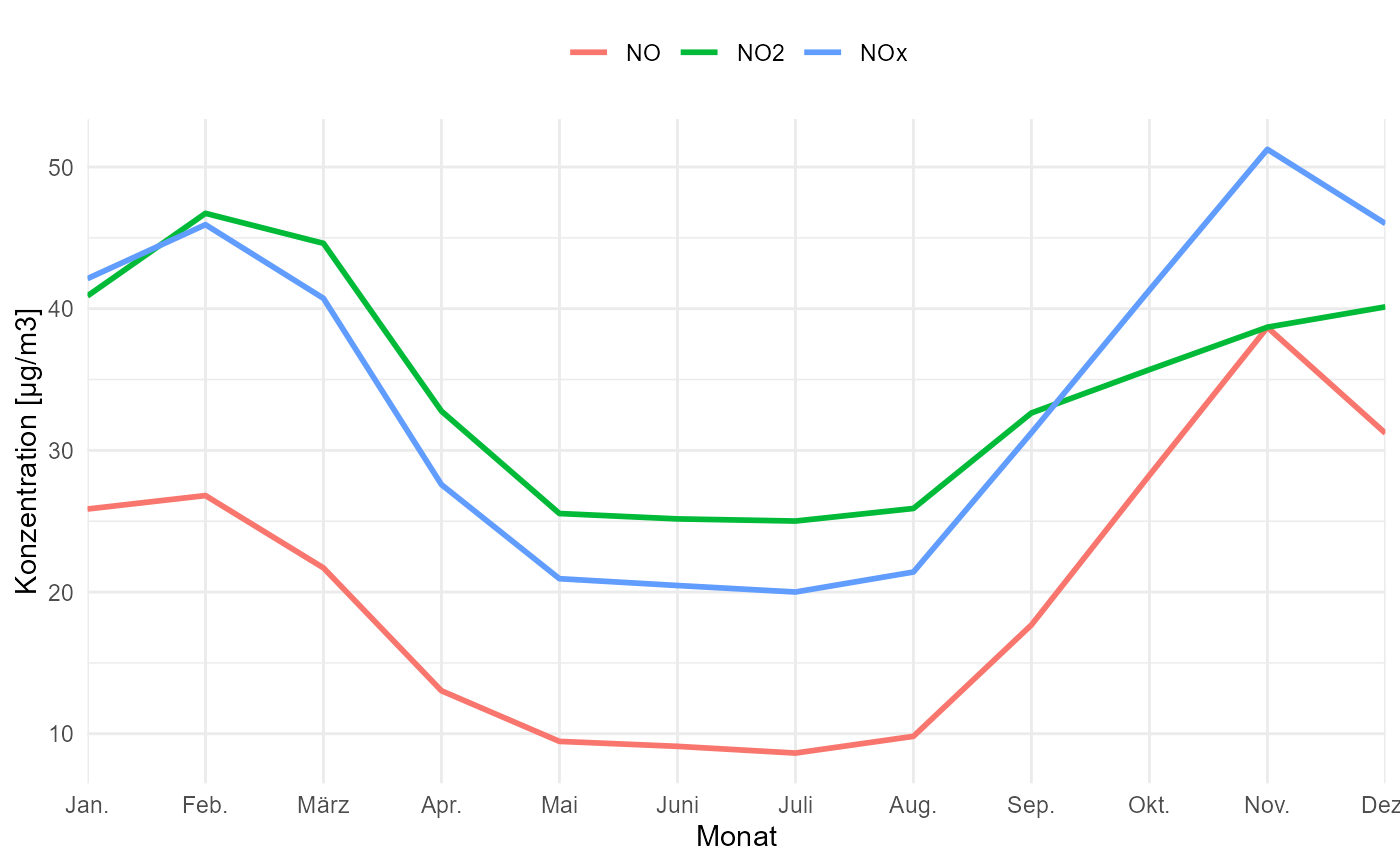 NO NO2 NOx
Konzentration [µg/m3]
50
40
30
20
10
Jan. Feb. März Apr. Mai Juni Juli Aug. Sep. Okt. Nov. Dez
Monat